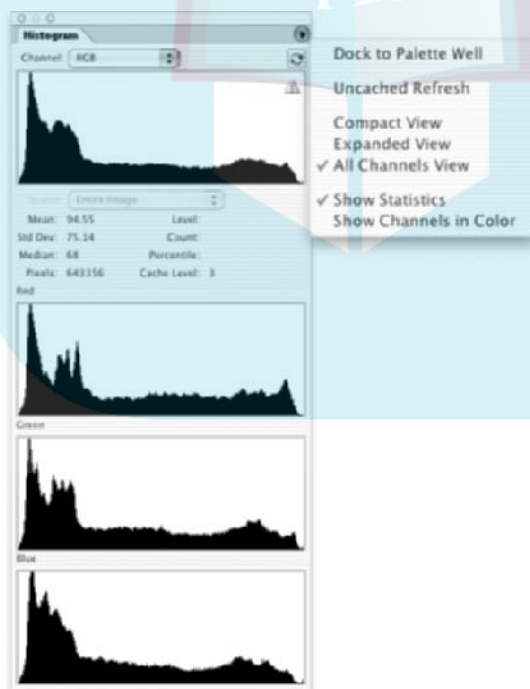 Histogram
Channel: RGB
Source: Entire Image
Mean: 94.55 Level:
Std Dev: 75.14 Count:
Median: 68 Percentile:
Pixels: 643356 Cache Level: 3
Red
Green
Blue
Dock to Palette Well
Uncached Refresh
Compact View
Expanded View
✓ All Channels View
✓ Show Statistics
Show Channels in Color